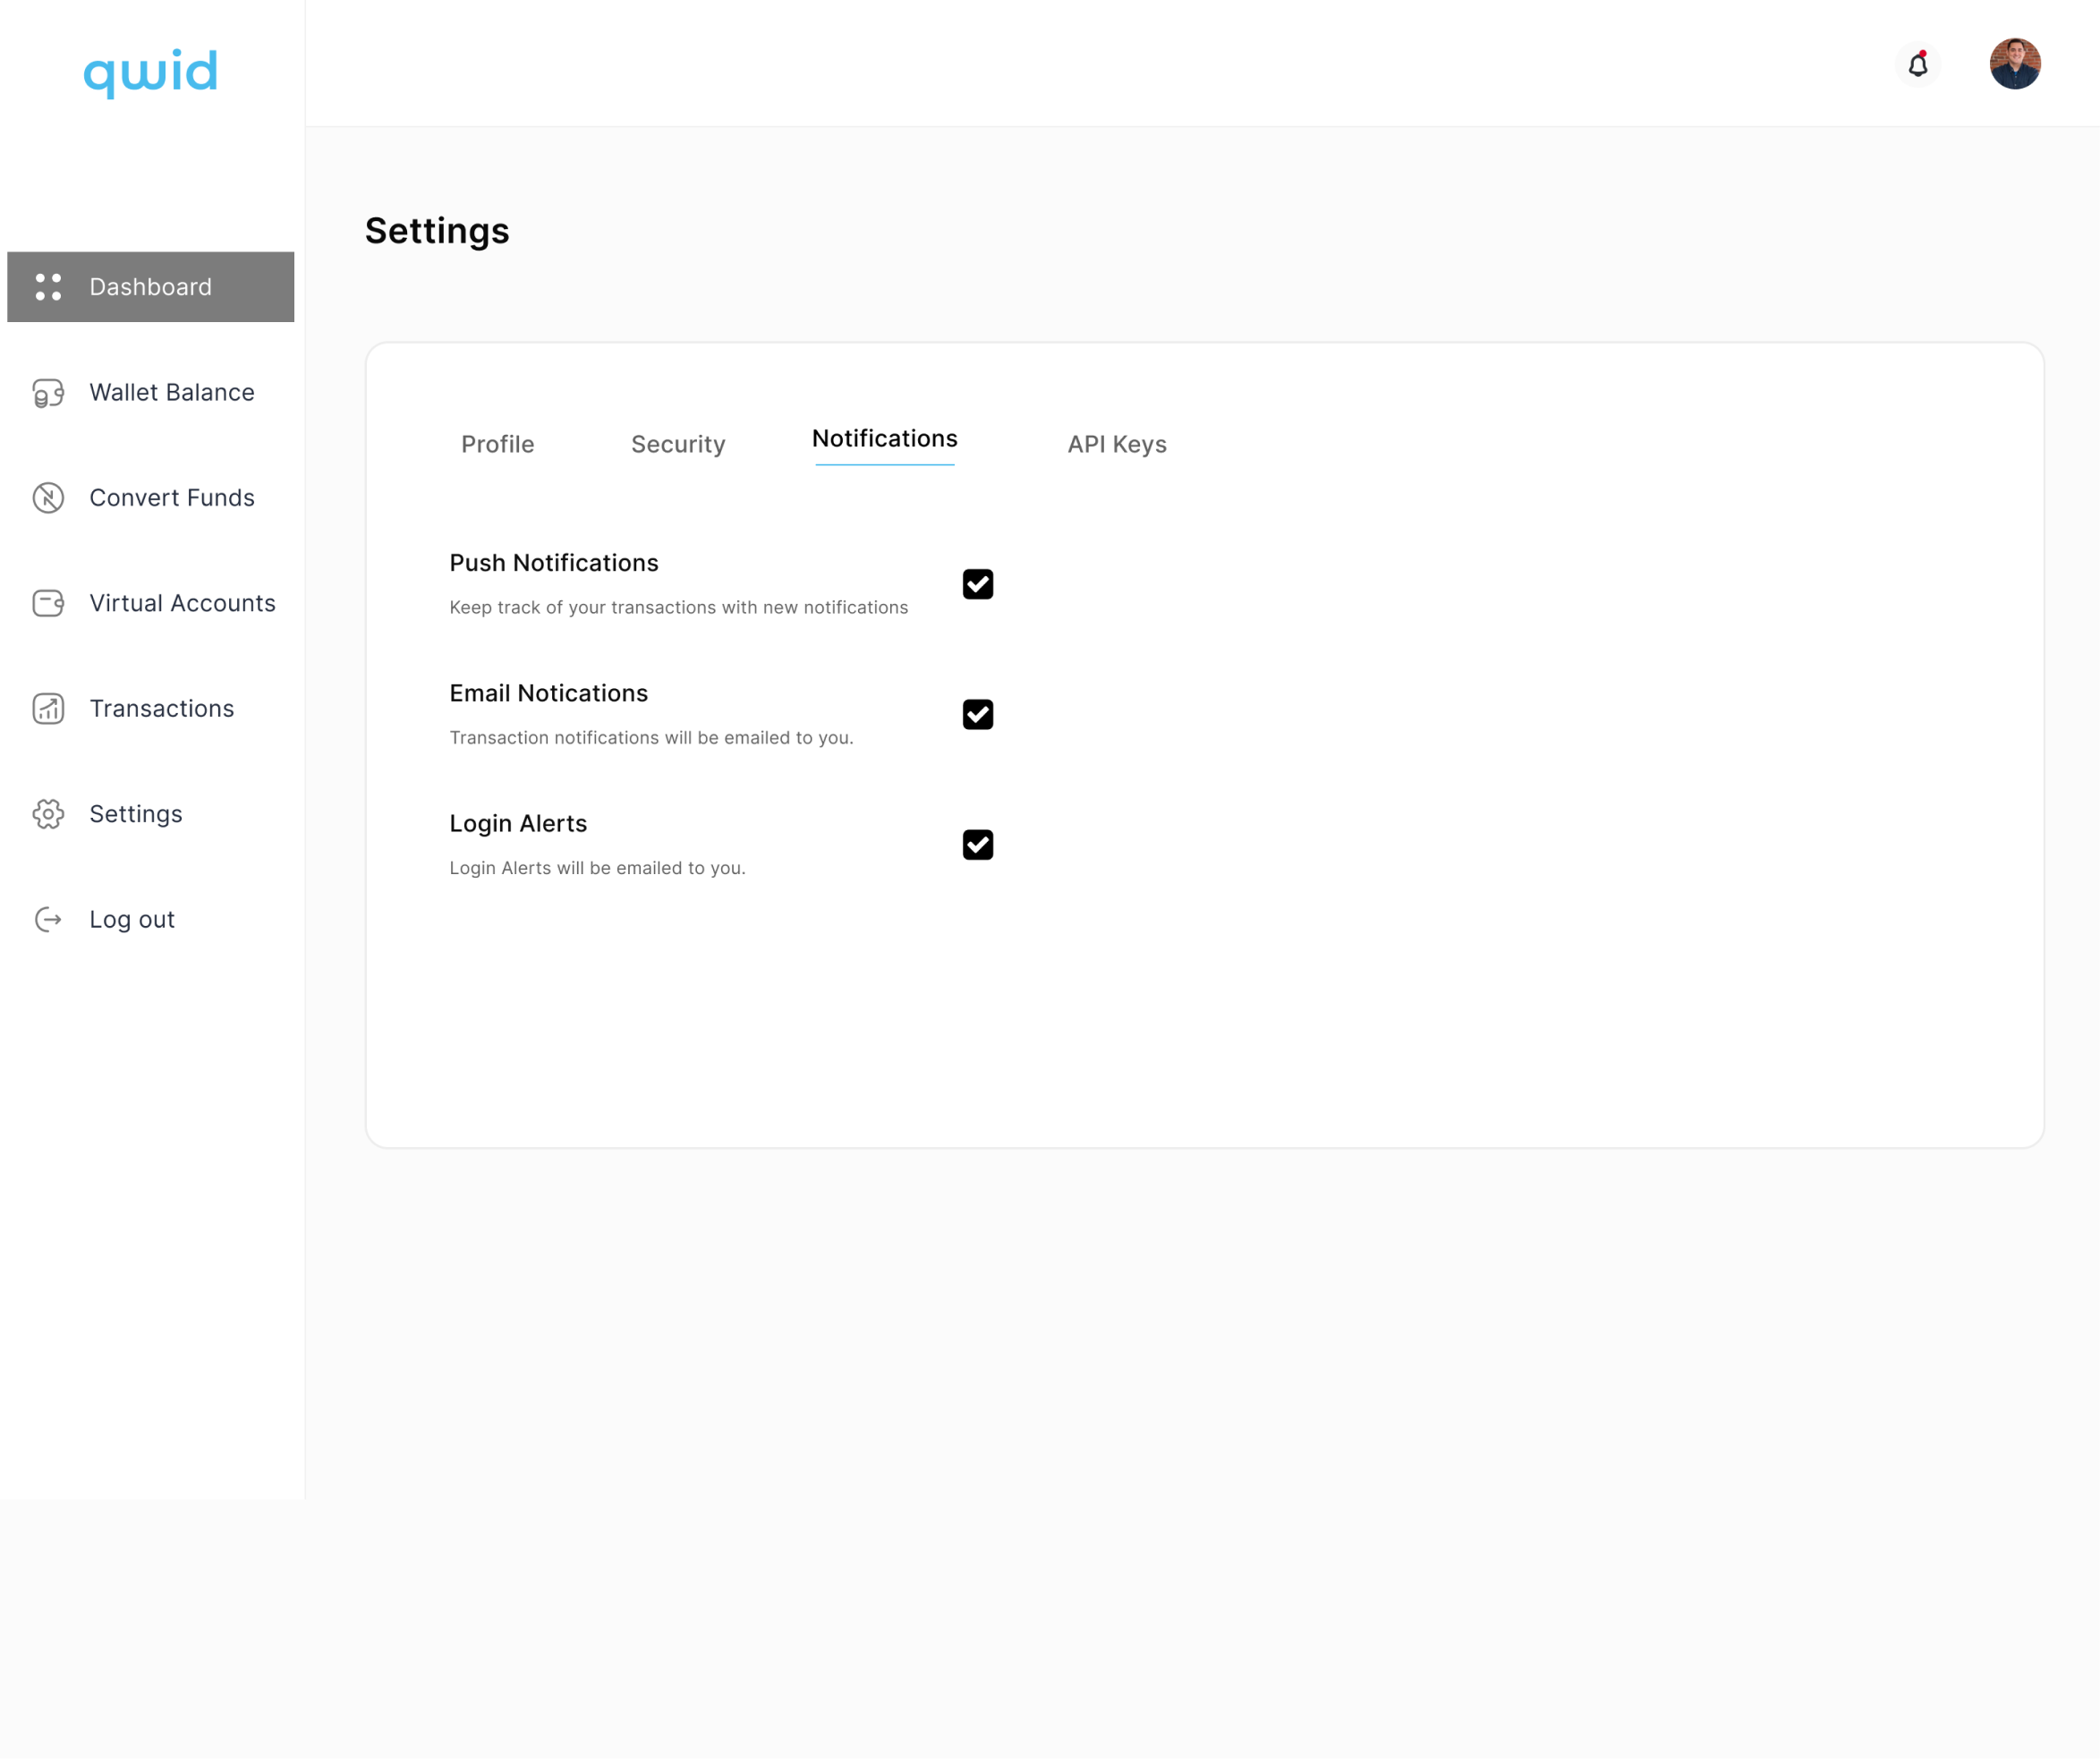 qwid
Dashboard
Wallet Balance
Convert Funds
Virtual Accounts
Transactions
Settings
Log out
Settings
Profile
Security
Notifications
API Keys
Push Notifications
Keep track of your transactions with new notifications
Email Notications
Transaction notifications will be emailed to you.
Login Alerts
Login Alerts will be emailed to you.